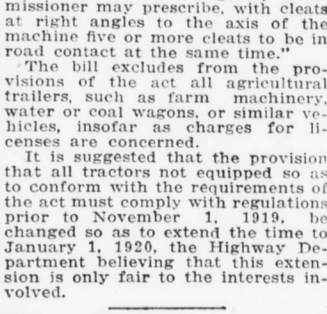 missioner may prescribe, with cleats
at right angles to the axis of the
machine five or more cleats to be in
road contact at the same time."
The bill excludes from the pro-
visions of the act all agricultural
trailers, such as farm machinery,
water or coal wagons, or similar ve-
hicles, insofar as charges for li-
censes are concerned.
It is suggested that the provision
that all tractors not equipped so as
to conform with the requirements of
the act must comply with regulations
prior to November 1, 1919, be
changed so as to extend the time to
January 1, 1920, the Highway De-
partment believing that this exten-
sion is only fair to the interests in-
volved.